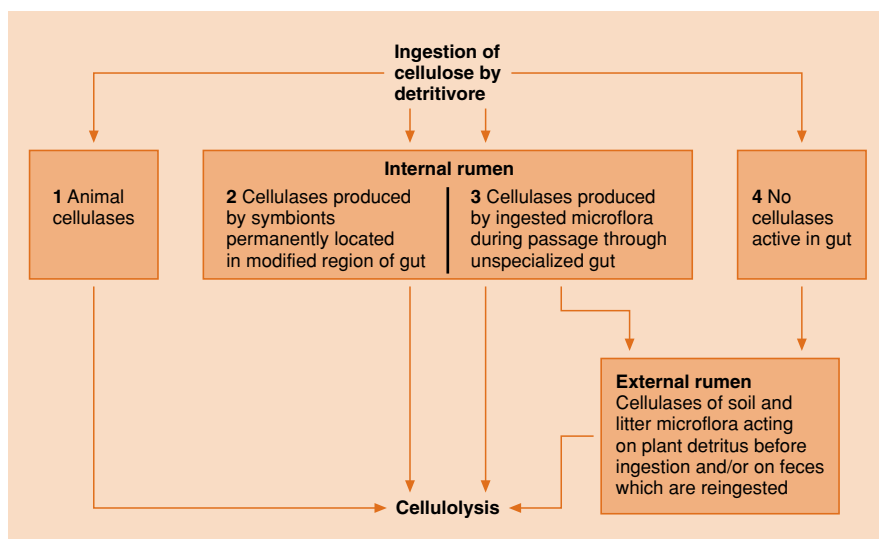 Ingestion of
cellulose by
detritivore
1 Animal
cellulases
Internal rumen
2 Cellulases produced
by symbionts
permanently located
in modified region of gut
3 Cellulases produced
by ingested microflora
during passage through
unspecialized gut
4 No
cellulases
active in gut
External rumen
Cellulases of soil and
litter microflora acting
on plant detritus before
ingestion and/or on feces
which are reingested
Cellulolysis